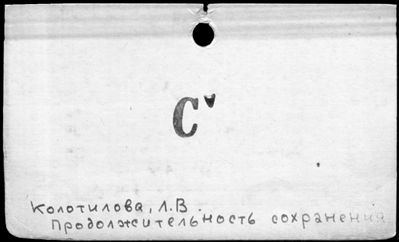 С
Колотилова, Л.В.
Продолжительность сохранения